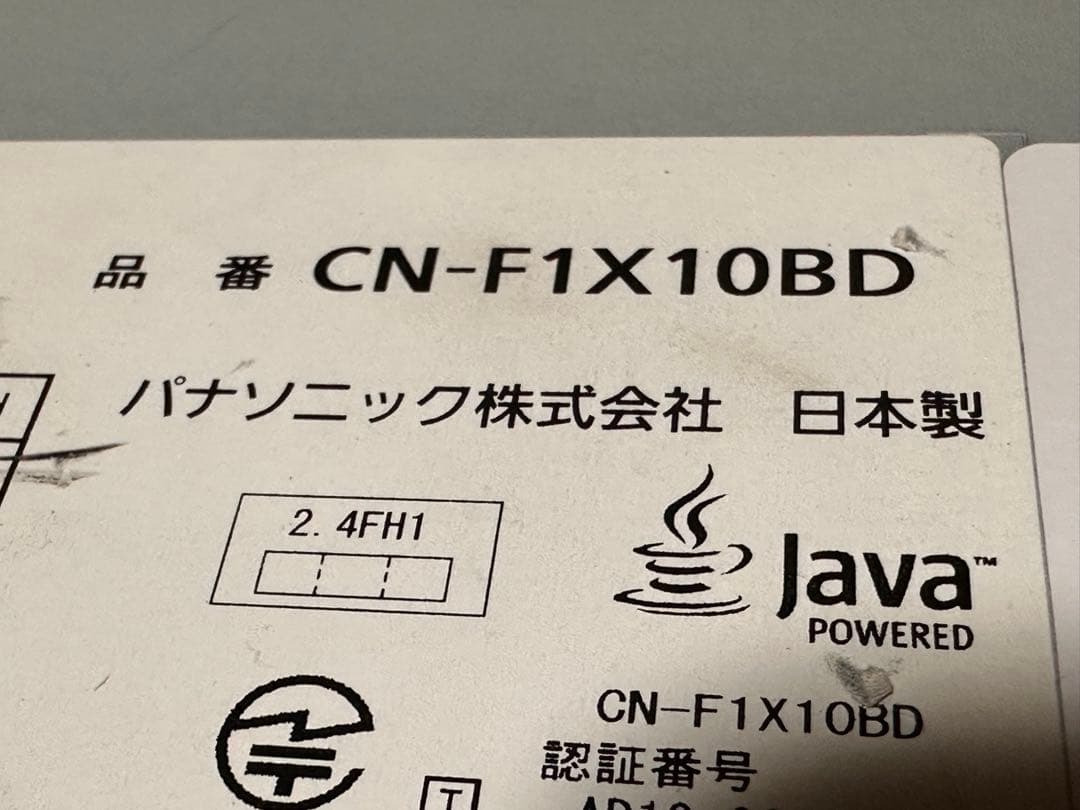 品 番 CN-F1X10BD
パナソニック株式会社 日本製
2.4FH1
Java™
POWERED
CN-F1X10BD
認証番号
T